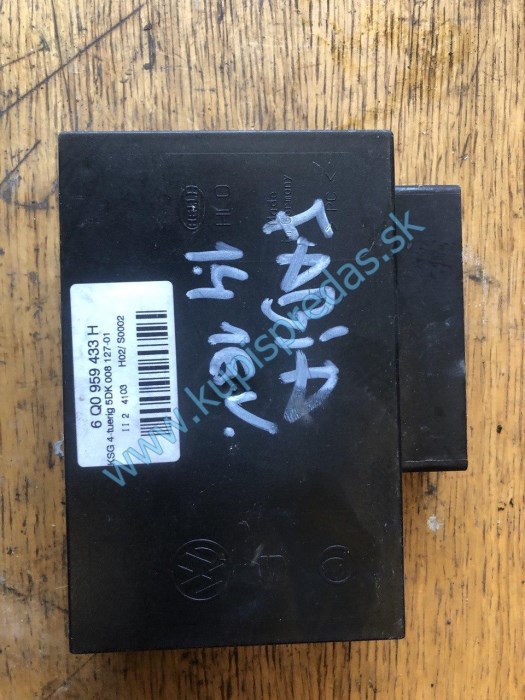 6 Q0 959 433 H
KSG 4-tuerig 5DK 008 127-01
II 2 4103 H02/ S0002
FABIA
1,4 16V.
Hella
www.kupispredas.sk